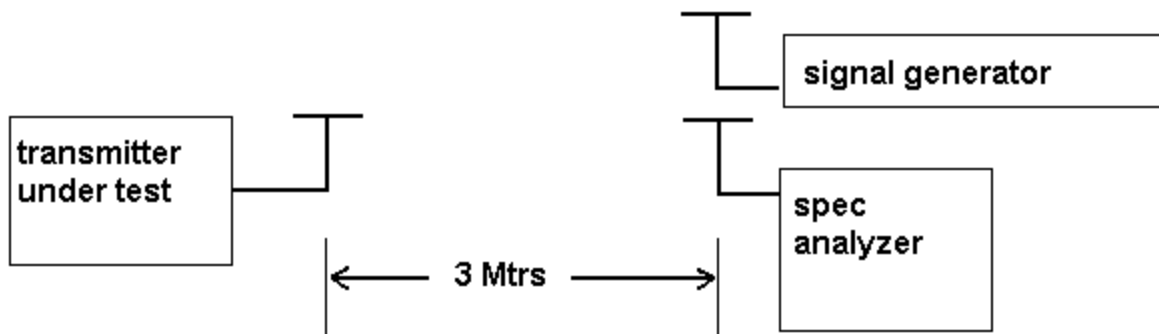 signal generator
transmitter
under test
spec
analyzer
3 Mtrs